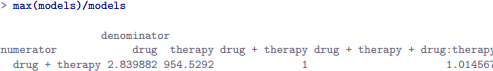 > max(models)/models
denominator
numerator drug therapy drug + therapy drug + therapy + drug:therapy
drug + therapy 2.839882 954.5292 1 1.014567